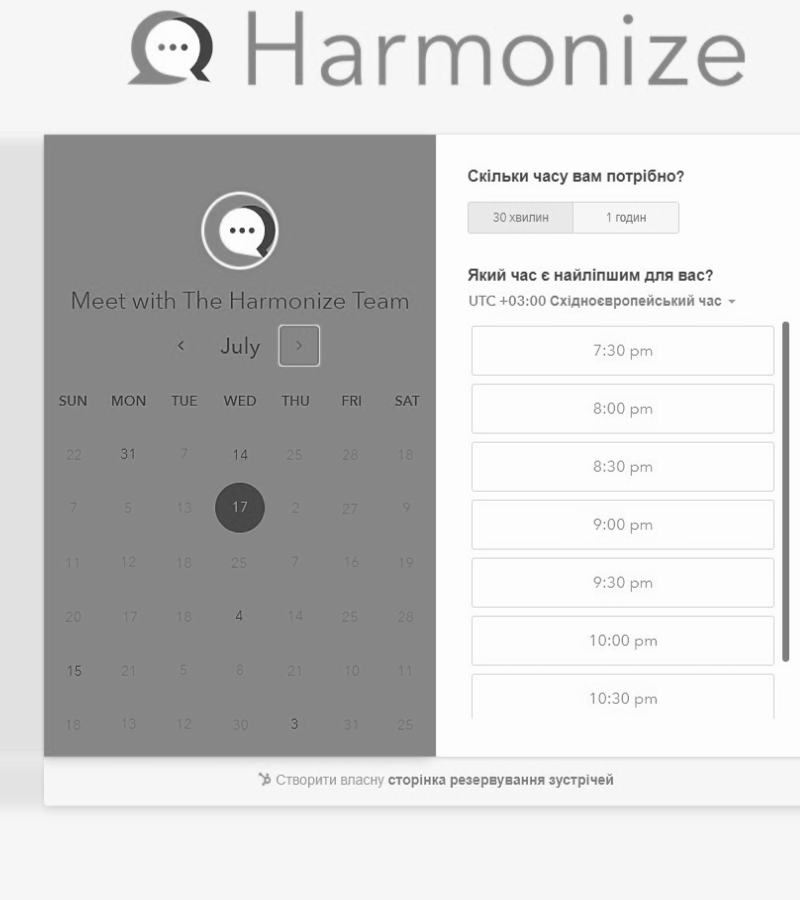 Harmonize
Meet with The Harmonize Team
July
SUN MON TUE WED THU FRI SAT
22 31 7 14 25 28 18
7 5 13 17 2 27 9
11 12 18 25 7 16 19
20 17 18 4 14 25 28
15 21 5 8 21 10 11
18 13 12 30 3 31 25
Скільки часу вам потрібно?
30 хвилин 1 годин
Який час є найліпшим для вас?
UTC +03:00 Східноєвропейський час
7:30 pm
8:00 pm
8:30 pm
9:00 pm
9:30 pm
10:00 pm
10:30 pm
Створити власну сторінка резервування зустрічей